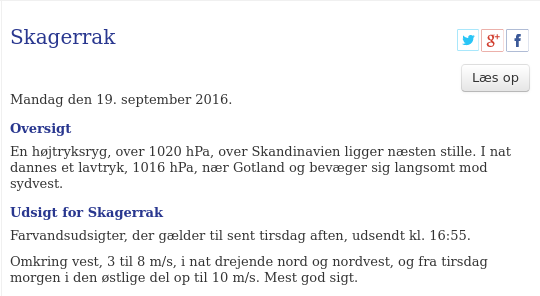 Skagerrak
Læs op
Mandag den 19. september 2016.
Oversigt
En højtryksryg, over 1020 hPa, over Skandinavien ligger næsten stille. I nat
dannes et lavtryk, 1016 hPa, nær Gotland og bevæger sig langsomt mod
sydvest.
Udsigt for Skagerrak
Farvandsudsigter, der gælder til sent tirsdag aften, udsendt kl. 16:55.
Omkring vest, 3 til 8 m/s, i nat drejende nord og nordvest, og fra tirsdag
morgen i den østlige del op til 10 m/s. Mest god sigt.